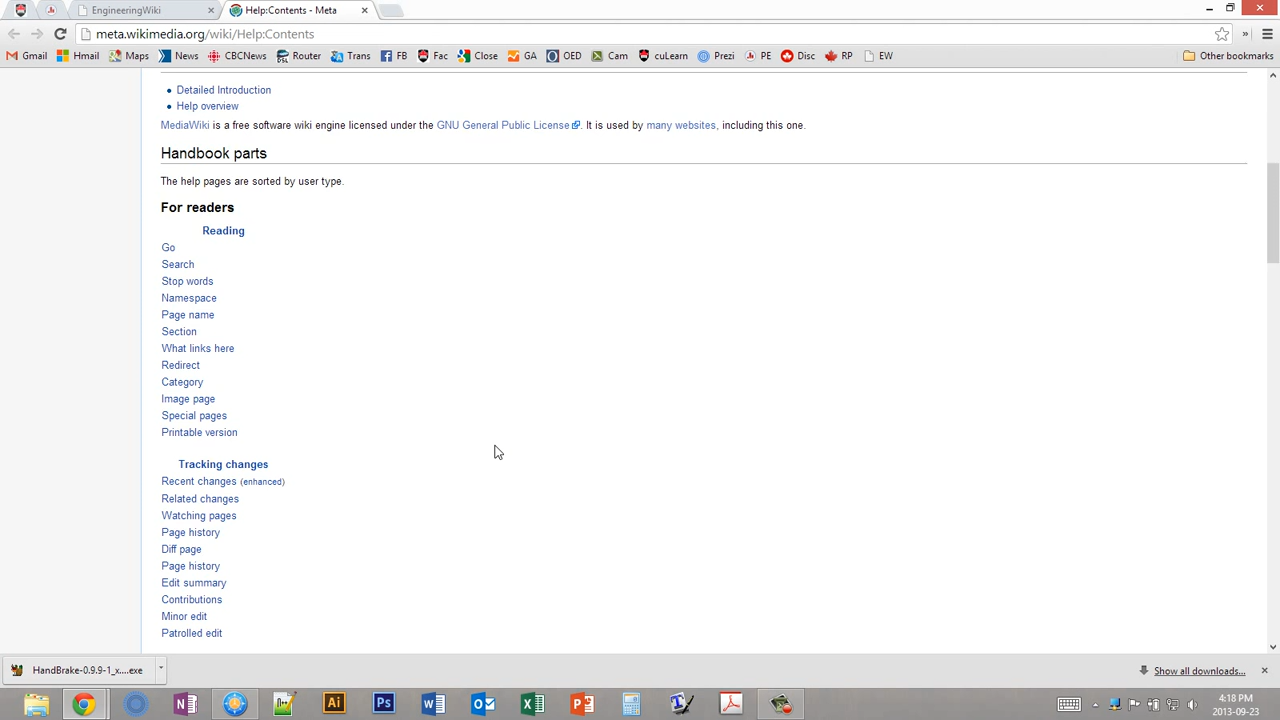 EngineeringWiki
Help:Contents - Meta
meta.wikimedia.org/wiki/Help:Contents
Gmail Hmail Maps News CBCNews Router Trans FB Fac Close GA OED Cam cuLearn Prezi PE Disc RP EW Other bookmarks
Detailed Introduction
Help overview
MediaWiki is a free software wiki engine licensed under the GNU General Public License. It is used by many websites, including this one.
Handbook parts
The help pages are sorted by user type.
For readers
Reading
Go
Search
Stop words
Namespace
Page name
Section
What links here
Redirect
Category
Image page
Special pages
Printable version
Tracking changes
Recent changes (enhanced)
Related changes
Watching pages
Page history
Diff page
Page history
Edit summary
Contributions
Minor edit
Patrolled edit
HandBrake-0.9.9-1_x....exe
Show all downloads...
4:18 PM
2013-09-23